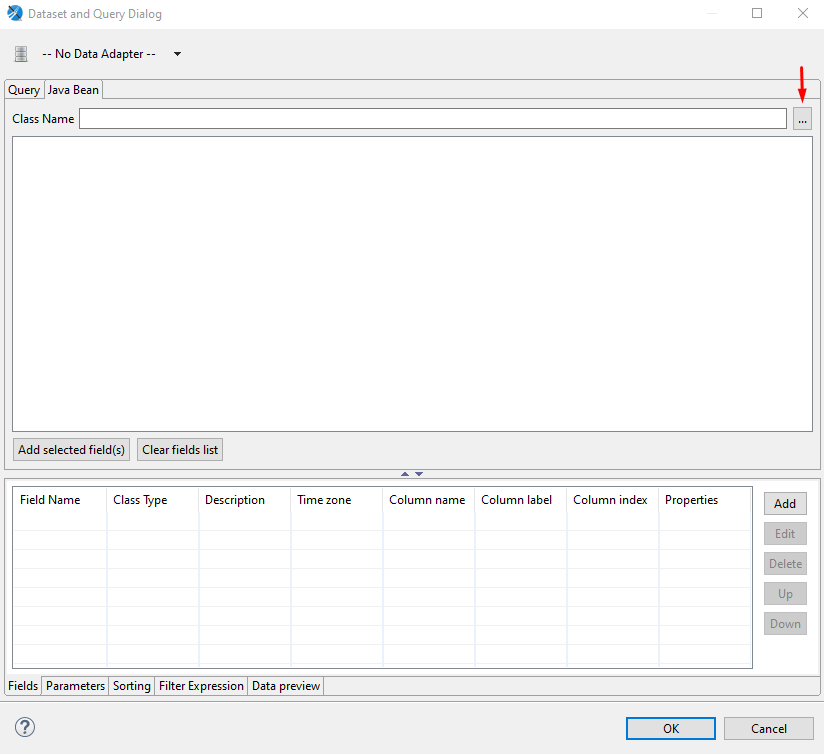 Dataset and Query Dialog
-- No Data Adapter --
Query Java Bean
Class Name ...
Add selected field(s) Clear fields list
Field Name Class Type Description Time zone Column name Column label Column index Properties
Add
Edit
Delete
Up
Down
Fields Parameters Sorting Filter Expression Data preview
? OK Cancel